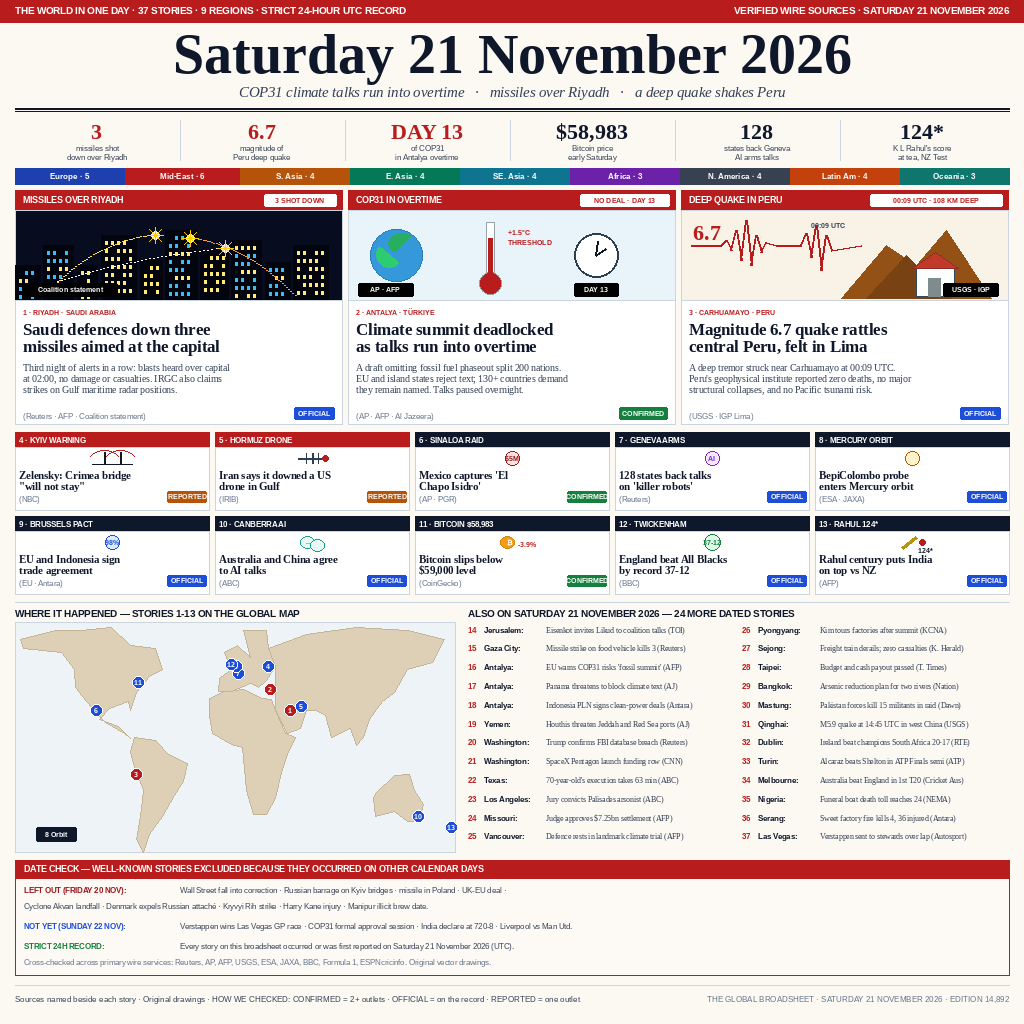 THE WORLD IN ONE DAY · 37 STORIES · 9 REGIONS · STRICT 24-HOUR UTC RECORD
VERIFIED WIRE SOURCES · SATURDAY 21 NOVEMBER 2026
Saturday 21 November 2026
COP31 climate talks run into overtime · missiles over Riyadh · a deep quake shakes Peru
3
missiles shot
down over Riyadh
6.7
magnitude of
Peru deep quake
DAY 13
of COP31
in Antalya overtime
$58,983
Bitcoin price
early Saturday
128
states back Geneva
AI arms talks
124*
K L Rahul's score
at tea, NZ Test
Europe · 5
Mid-East · 6
S. Asia · 4
E. Asia · 4
SE. Asia · 4
Africa · 3
N. America · 4
Latin Am · 4
Oceania · 3
MISSILES OVER RIYADH
3 SHOT DOWN
Coalition statement
1 · RIYADH · SAUDI ARABIA
Saudi defences down three
missiles aimed at the capital
Third night of alerts in a row: blasts heard over capital
at 02:00, no damage or casualties. IRGC also claims
strikes on Gulf maritime radar positions.
(Reuters · AFP · Coalition statement)
OFFICIAL
COP31 IN OVERTIME
NO DEAL · DAY 13
+1.5°C
THRESHOLD
AP · AFP
DAY 13
2 · ANTALYA · TÜRKIYE
Climate summit deadlocked
as talks run into overtime
A draft omitting fossil fuel phaseout split 200 nations.
EU and island states reject text; 130+ countries demand
they remain named. Talks paused overnight.
(AP · AFP · Al Jazeera)
CONFIRMED
DEEP QUAKE IN PERU
00:09 UTC · 108 KM DEEP
6.7
00:09 UTC
USGS · IGP
3 · CARHUAMAYO · PERU
Magnitude 6.7 quake rattles
central Peru, felt in Lima
A deep tremor struck near Carhuamayo at 00:09 UTC.
Peru's geophysical institute reported zero deaths, no major
structural collapses, and no Pacific tsunami risk.
(USGS · IGP Lima)
OFFICIAL
4 · KYIV WARNING
Zelensky: Crimea bridge
"will not stay"
(NBC)
REPORTED
5 · HORMUZ DRONE
Iran says it downed a US
drone in Gulf
(IRIB)
REPORTED
6 · SINALOA RAID
$5M
Mexico captures 'El
Chapo Isidro'
(AP · PGR)
CONFIRMED
7 · GENEVA ARMS
AI
128 states back talks
on 'killer robots'
(Reuters)
OFFICIAL
8 · MERCURY ORBIT
BepiColombo probe
enters Mercury orbit
(ESA · JAXA)
OFFICIAL
9 · BRUSSELS PACT
98%
EU and Indonesia sign
trade agreement
(EU · Antara)
OFFICIAL
10 · CANBERRA AI
Australia and China agree
to AI talks
(ABC)
OFFICIAL
11 · BITCOIN $58,983
B
-3.9%
Bitcoin slips below
$59,000 level
(CoinGecko)
CONFIRMED
12 · TWICKENHAM
37-12
England beat All Blacks
by record 37-12
(BBC)
OFFICIAL
13 · RAHUL 124*
124*
Rahul century puts India
on top vs NZ
(AFP)
OFFICIAL
WHERE IT HAPPENED — STORIES 1-13 ON THE GLOBAL MAP
12
7
4
11
2
5
1
6
3
10
13
8 Orbit
ALSO ON SATURDAY 21 NOVEMBER 2026 — 24 MORE DATED STORIES
14 Jerusalem: Eisenkot invites Likud to coalition talks (TOI)
15 Gaza City: Missile strike on food vehicle kills 3 (Reuters)
16 Antalya: EU warns COP31 risks 'fossil summit' (AFP)
17 Antalya: Panama threatens to block climate text (AJ)
18 Antalya: Indonesia PLN signs clean-power deals (Antara)
19 Yemen: Houthis threaten Jeddah and Red Sea ports (AJ)
20 Washington: Trump confirms FBI database breach (Reuters)
21 Washington: SpaceX Pentagon launch funding row (CNN)
22 Texas: 70-year-old's execution takes 63 min (ABC)
23 Los Angeles: Jury convicts Palisades arsonist (ABC)
24 Missouri: Judge approves $7.25bn settlement (AFP)
25 Vancouver: Defence rests in landmark climate trial (AFP)
26 Pyongyang: Kim tours factories after summit (KCNA)
27 Sejong: Freight train derails; zero casualties (K. Herald)
28 Taipei: Budget and cash payout passed (T. Times)
29 Bangkok: Arsenic reduction plan for two rivers (Nation)
30 Mastung: Pakistan forces kill 15 militants in raid (Dawn)
31 Qinghai: M5.9 quake at 14:45 UTC in west China (USGS)
32 Dublin: Ireland beat champions South Africa 20-17 (RTE)
33 Turin: Alcaraz beats Shelton in ATP Finals semi (ATP)
34 Melbourne: Australia beat England in 1st T20 (Cricket Aus)
35 Nigeria: Funeral boat death toll reaches 24 (NEMA)
36 Serang: Sweet factory fire kills 4, 36 injured (Antara)
37 Las Vegas: Verstappen sent to stewards over lap (Autosport)
DATE CHECK — WELL-KNOWN STORIES EXCLUDED BECAUSE THEY OCCURRED ON OTHER CALENDAR DAYS
LEFT OUT (FRIDAY 20 NOV): Wall Street fall into correction · Russian barrage on Kyiv bridges · missile in Poland · UK-EU deal ·
Cyclone Akvan landfall · Denmark expels Russian attaché · Kryvyi Rih strike · Harry Kane injury · Manipur illicit brew date.
NOT YET (SUNDAY 22 NOV): Verstappen wins Las Vegas GP race · COP31 formal approval session · India declare at 720-8 · Liverpool vs Man Utd.
STRICT 24H RECORD: Every story on this broadsheet occurred or was first reported on Saturday 21 November 2026 (UTC).
Cross-checked across primary wire services: Reuters, AP, AFP, USGS, ESA, JAXA, BBC, Formula 1, ESPNcricinfo. Original vector drawings.
Sources named beside each story · Original drawings · HOW WE CHECKED: CONFIRMED = 2+ outlets · OFFICIAL = on the record · REPORTED = one outlet
THE GLOBAL BROADSHEET · SATURDAY 21 NOVEMBER 2026 · EDITION 14,892